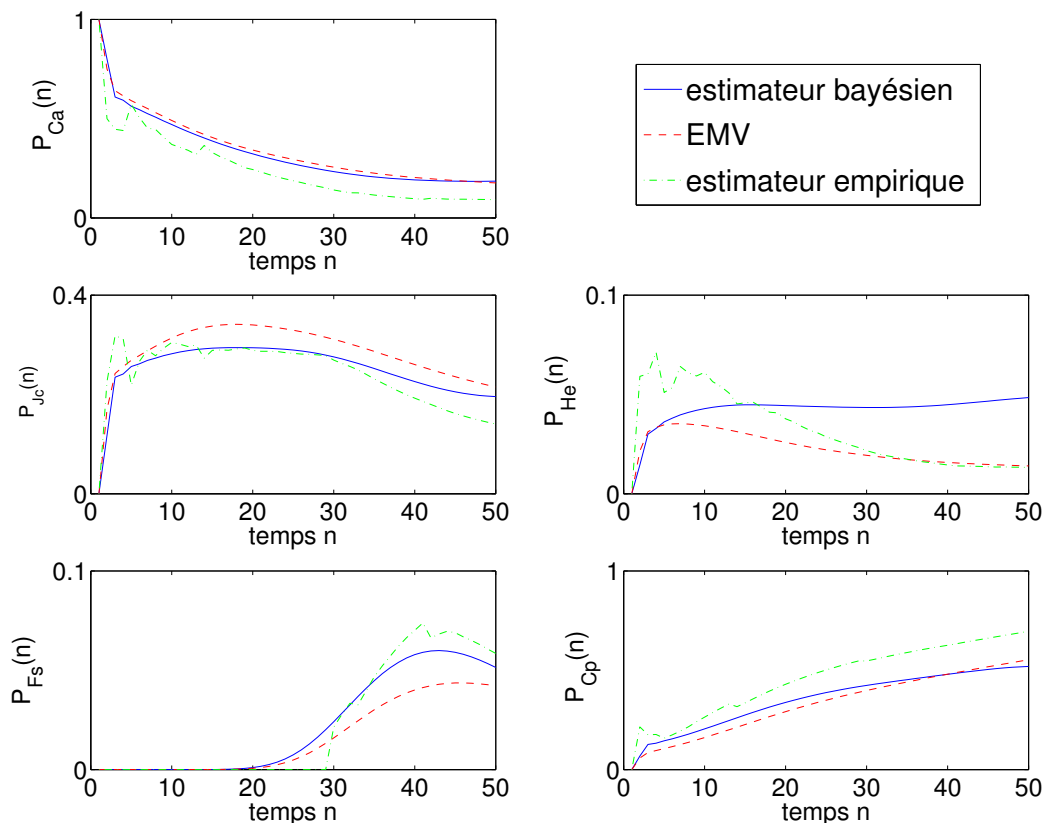 1
P_Ca(n)
0
0 10 20 30 40 50
temps n
estimateur bayésien
EMV
estimateur empirique
0.4
P_Jc(n)
0
0 10 20 30 40 50
temps n
0.1
P_He(n)
0
0 10 20 30 40 50
temps n
0.1
P_Fs(n)
0
0 10 20 30 40 50
temps n
1
P_Cp(n)
0
0 10 20 30 40 50
temps n